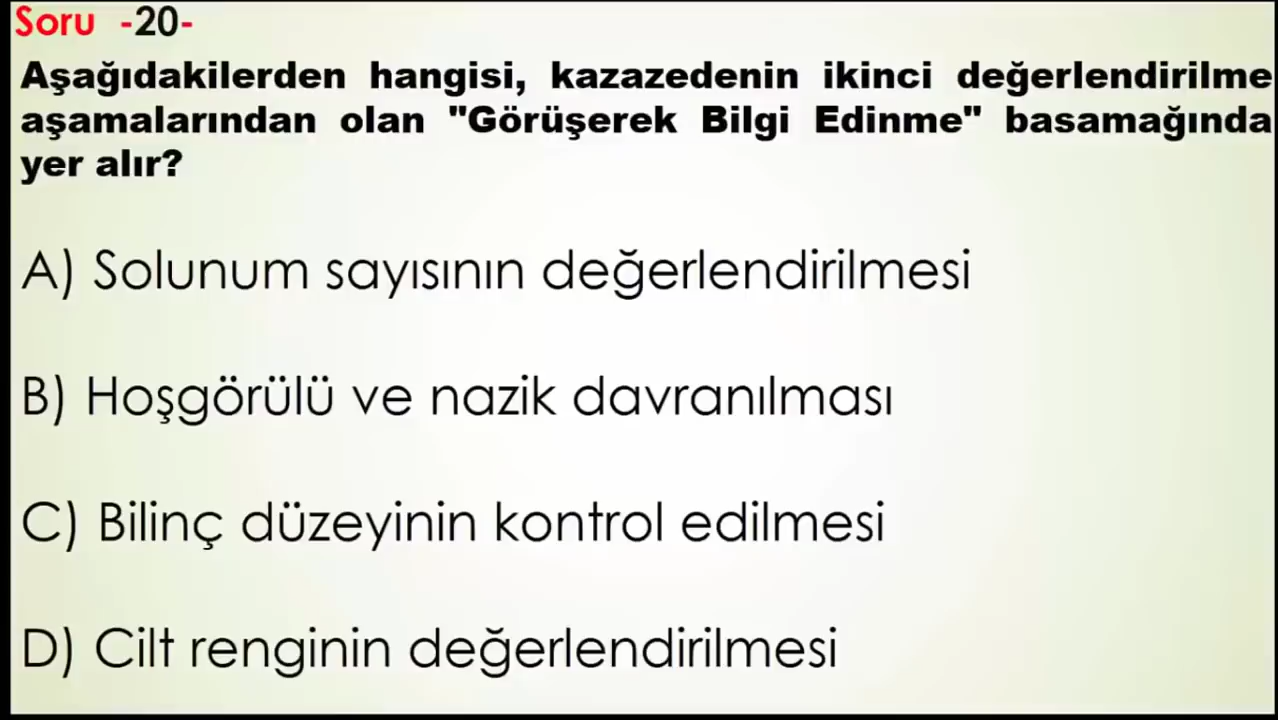 Soru -20-
Aşağıdakilerden hangisi, kazazedenin ikinci değerlendirilme
aşamalarından olan "Görüşerek Bilgi Edinme" basamağında
yer alır?
A) Solunum sayısının değerlendirilmesi
B) Hoşgörülü ve nazik davranılması
C) Bilinç düzeyinin kontrol edilmesi
D) Cilt renginin değerlendirilmesi